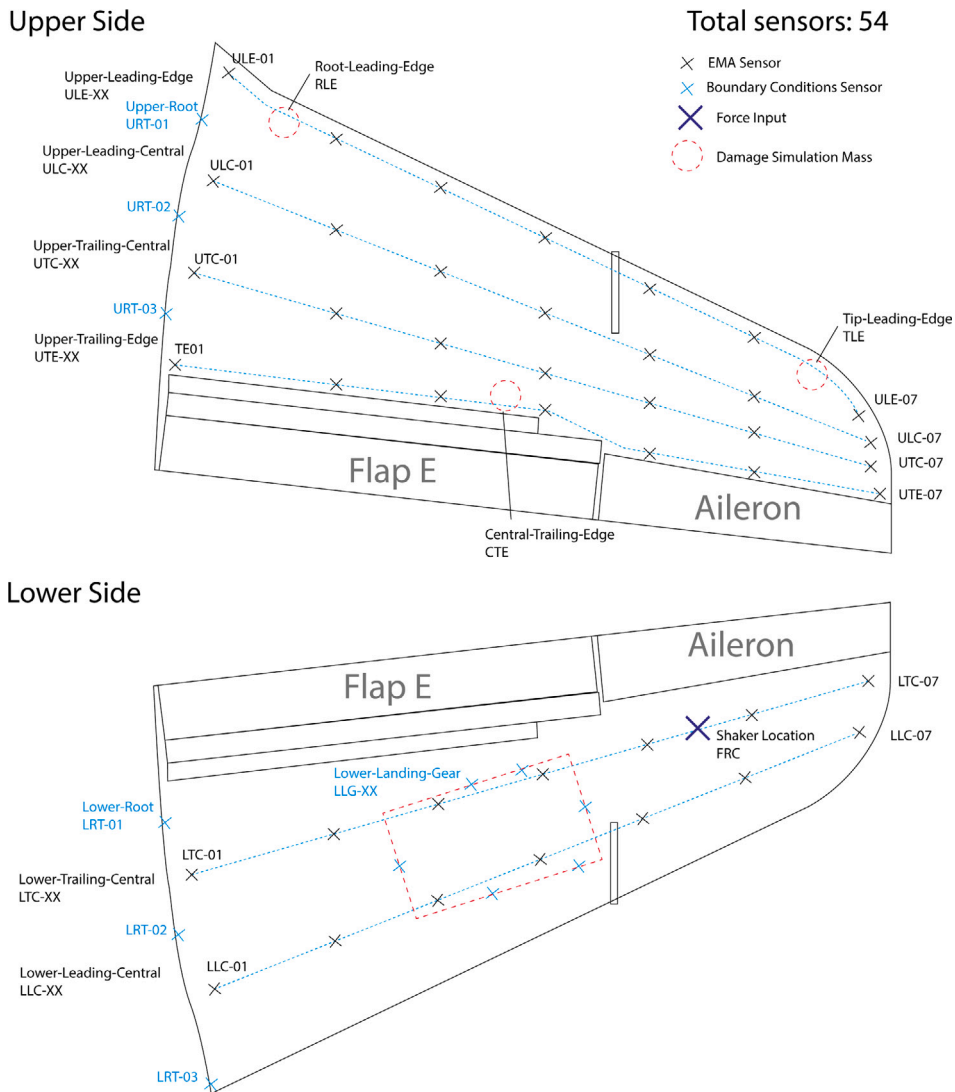 Upper Side
Total sensors: 54
EMA Sensor
Boundary Conditions Sensor
Force Input
Damage Simulation Mass
ULE-01
Root-Leading-Edge
RLE
Upper-Leading-Edge
ULE-XX
Upper-Root
URT-01
Upper-Leading-Central
ULC-XX
ULC-01
URT-02
Upper-Trailing-Central
UTC-XX
UTC-01
URT-03
Upper-Trailing-Edge
UTE-XX
TE01
Tip-Leading-Edge
TLE
ULE-07
ULC-07
UTC-07
UTE-07
Flap E
Aileron
Central-Trailing-Edge
CTE
Lower Side
Aileron
Flap E
LTC-07
LLC-07
Shaker Location
FRC
Lower-Landing-Gear
LLG-XX
Lower-Root
LRT-01
LTC-01
Lower-Trailing-Central
LTC-XX
LRT-02
LLC-01
Lower-Leading-Central
LLC-XX
LRT-03